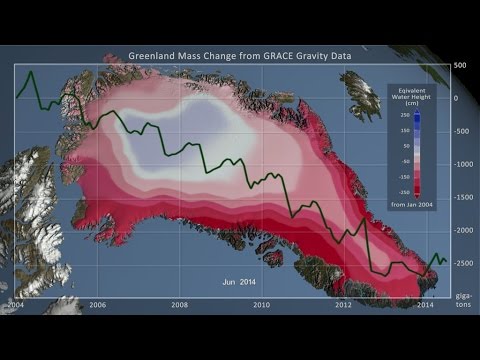 Greenland Mass Change from GRACE Gravity Data
500
0
-500
-1000
-1500
-2000
-2500
giga-
tons
Eqivalent
Water Height
(cm)
250
150
50
-50
-150
-250
from Jan 2004
Jun 2014
2004
2006
2008
2010
2012
2014